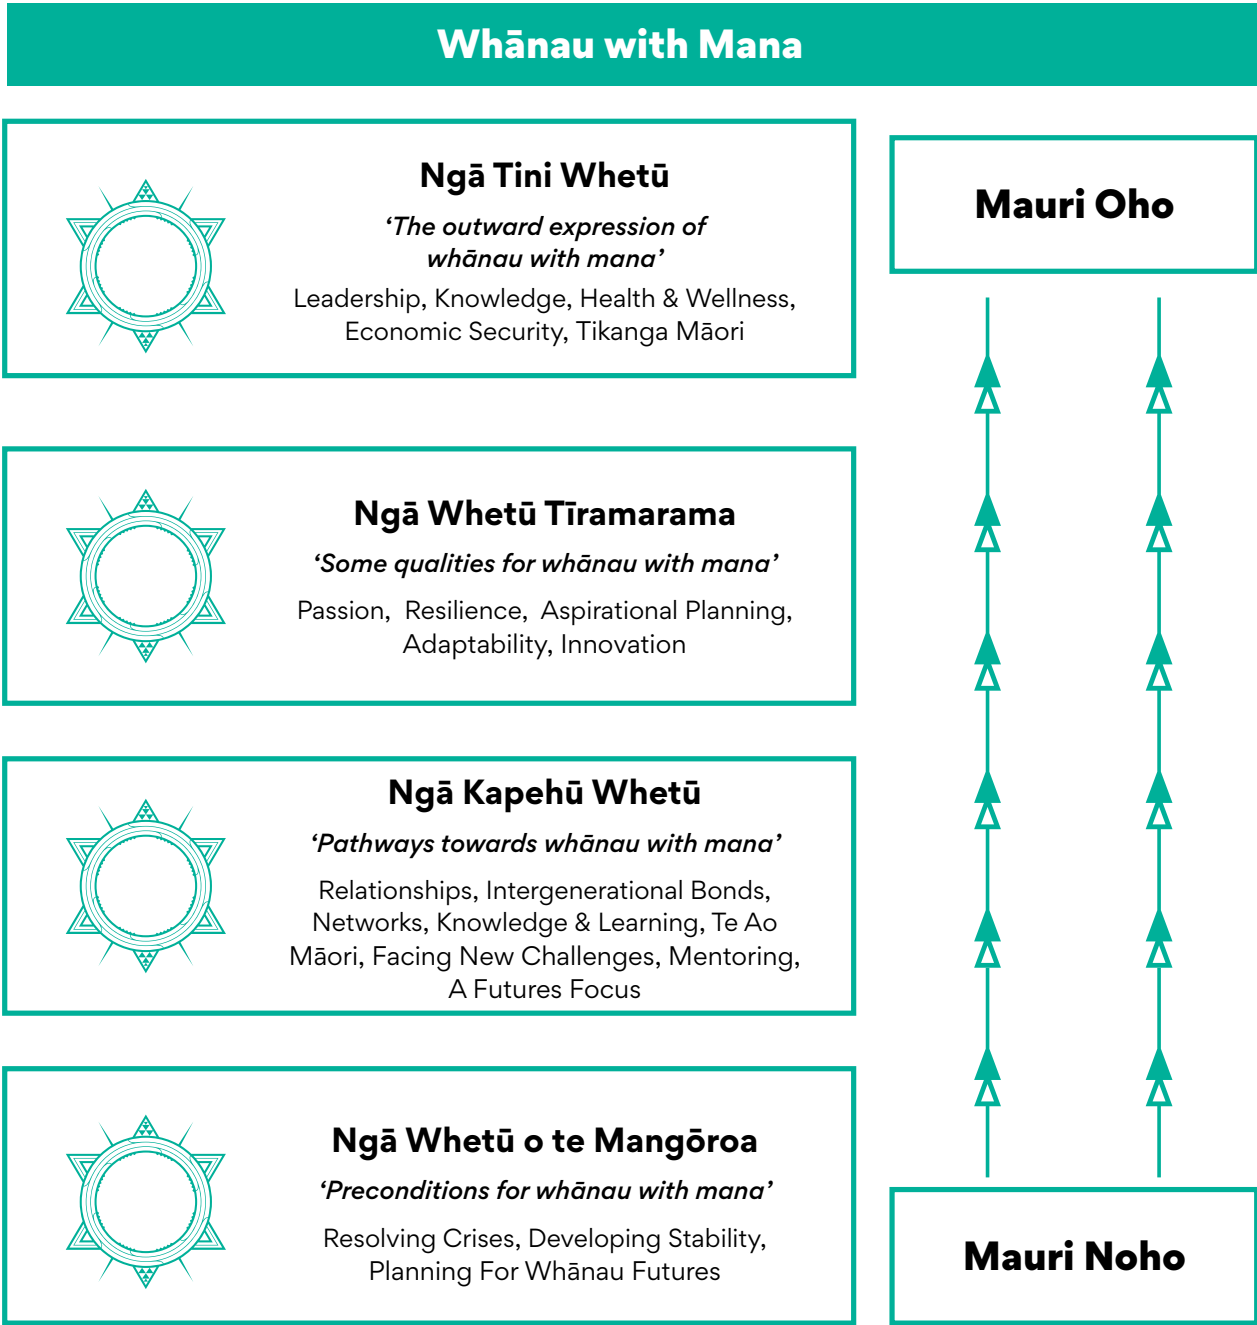 Whānau with Mana
Ngā Tini Whetū
‘The outward expression of
whānau with mana’
Leadership, Knowledge, Health & Wellness,
Economic Security, Tikanga Māori
Mauri Oho
Ngā Whetū Tīramarama
‘Some qualities for whānau with mana’
Passion, Resilience, Aspirational Planning,
Adaptability, Innovation
Ngā Kapehū Whetū
‘Pathways towards whānau with mana’
Relationships, Intergenerational Bonds,
Networks, Knowledge & Learning, Te Ao
Māori, Facing New Challenges, Mentoring,
A Futures Focus
Ngā Whetū o te Mangōroa
‘Preconditions for whānau with mana’
Resolving Crises, Developing Stability,
Planning For Whānau Futures
Mauri Noho